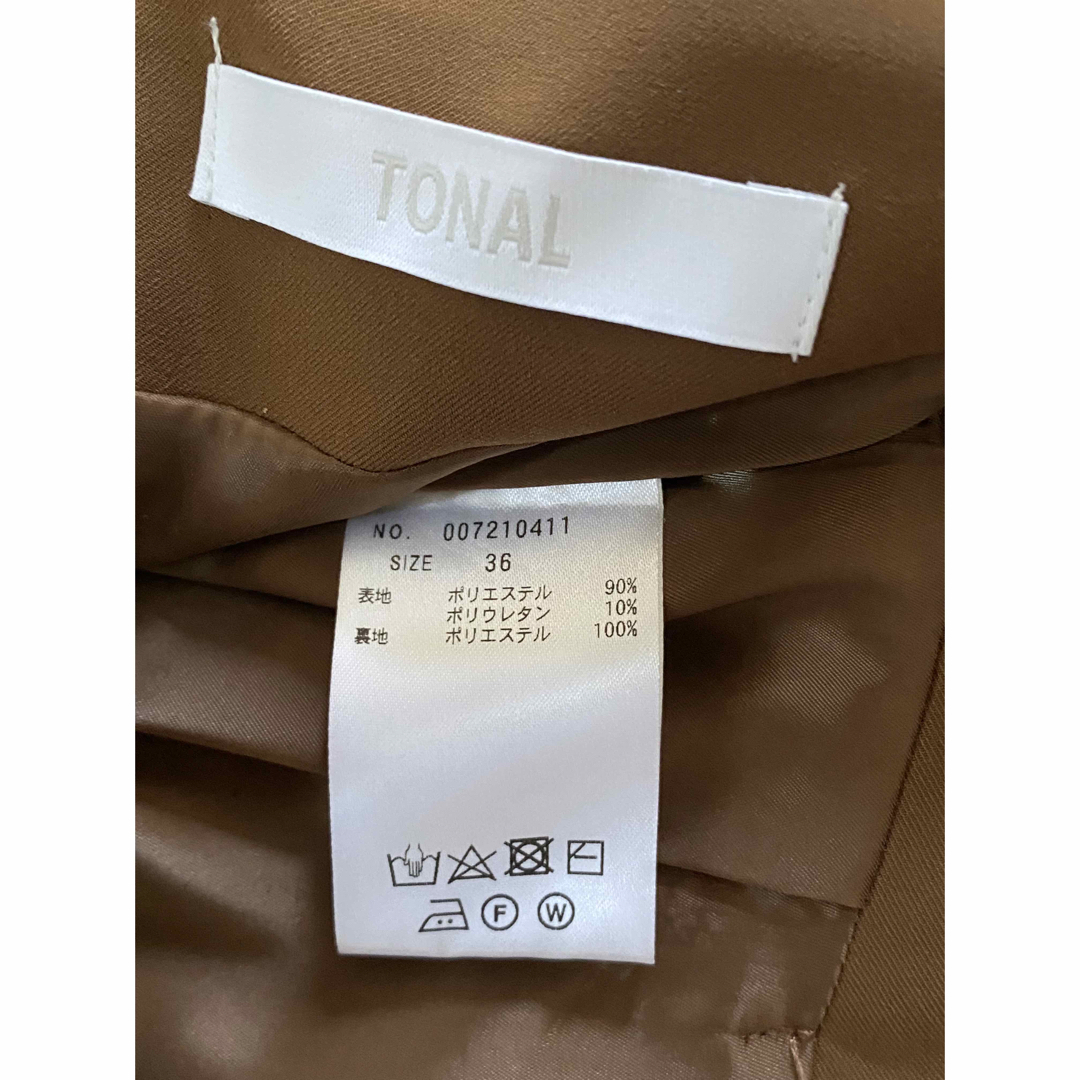 TONAL
NO. 007210411
SIZE 36
表地 ポリエステル 90%
ポリウレタン 10%
裏地 ポリエステル 100%
F W